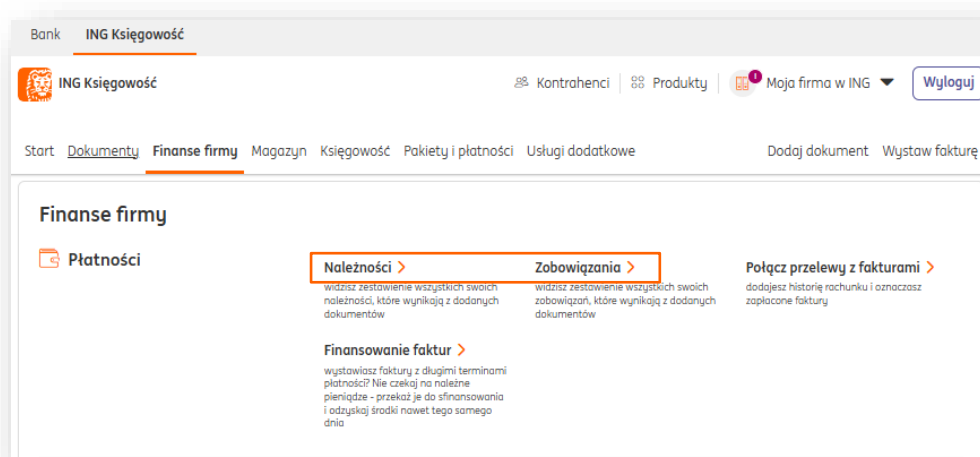 Bank ING Księgowość
ING Księgowość Kontrahenci Produkty 1 Moja firma w ING Wyloguj
Start Dokumenty Finanse firmy Magazyn Księgowość Pakiety i płatności Usługi dodatkowe Dodaj dokument Wystaw fakturę
Finanse firmy
Płatności
Należności >
widzisz zestawienie wszystkich swoich
należności, które wynikają z dodanych
dokumentów
Zobowiązania >
widzisz zestawienie wszystkich swoich
zobowiązań, które wynikają z dodanych
dokumentów
Połącz przelewy z fakturami >
dodajesz historię rachunku i oznaczasz
zapłacone faktury
Finansowanie faktur >
wystawiasz faktury z długimi terminami
płatności? Nie czekaj na należne
pieniądze - przekaż je do sfinansowania
i odzyskaj środki nawet tego samego
dnia